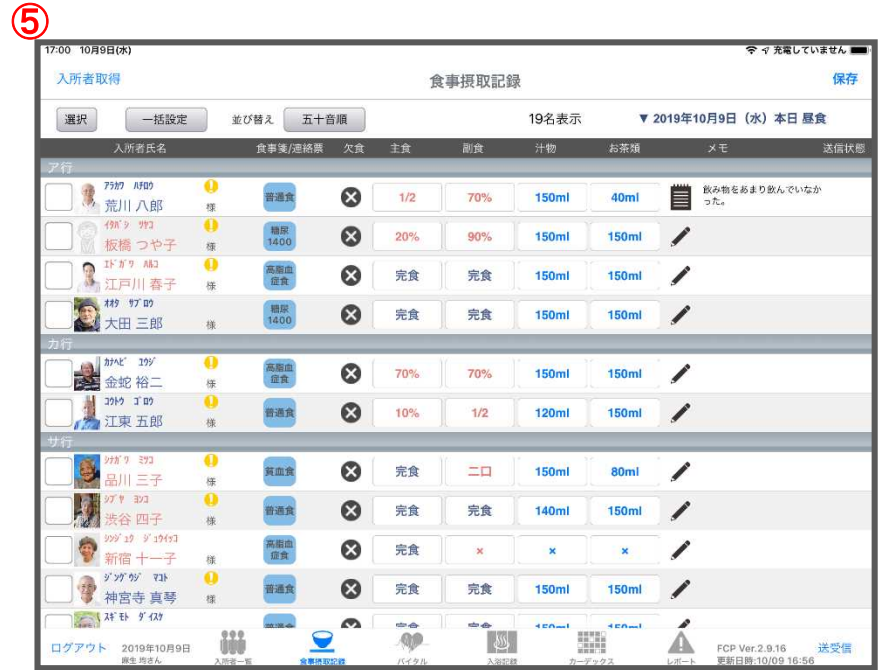 ⑤
17:00 10月9日(水) 充電していません
入所者取得 食事摂取記録 保存
選択 一括設定 並び替え 五十音順 19名表示 ▼ 2019年10月9日（水）本日 昼食
入所者氏名 食事箋/連絡票 欠食 主食 副食 汁物 お茶類 メモ 送信状態
ア行
ｱﾗｶﾜ ﾊﾁﾛｳ
荒川 八郎 様 普通食 1/2 70% 150ml 40ml 飲み物をあまり飲んでいなか
った。
ｲﾀﾊﾞｼ ﾂﾔｺ
板橋 つや子 様 糖尿
1400 20% 90% 150ml 150ml
ｴﾄﾞｶﾞﾜ ﾊﾙｺ
江戸川 春子 様 高脂血
症食 完食 完食 150ml 150ml
ｵｵﾀ ｻﾌﾞﾛｳ
大田 三郎 様 糖尿
1400 完食 完食 150ml 150ml
カ行
ｶﾅﾍﾋﾞ ﾕｳｼﾞ
金蛇 裕二 様 高脂血
症食 70% 70% 150ml 150ml
ｺｳﾄｳ ｺﾞﾛｳ
江東 五郎 様 普通食 10% 1/2 120ml 150ml
サ行
ｼﾅｶﾞﾜ ﾐﾂｺ
品川 三子 様 貧血食 完食 二口 150ml 80ml
ｼﾌﾞﾔ ﾖﾝｺ
渋谷 四子 様 普通食 完食 完食 140ml 150ml
ｼﾝｼﾞｭｸ ｼﾞｭｳｲﾁｺ
新宿 十一子 様 高脂血
症食 完食 × × ×
ｼﾞﾝｸﾞｳｼﾞ ﾏｺﾄ
神宮寺 真琴 様 普通食 完食 完食 150ml 150ml
ｽｷﾞﾓﾄ ﾀﾞｲｽｹ
普通食 完食 完食 150ml 150ml
ログアウト 2019年10月9日
麻生 均さん 入所者一覧 食事摂取記録 バイタル 入浴記録 カーデックス レポート FCP Ver.2.9.16
更新日時:10/09 16:56 送受信